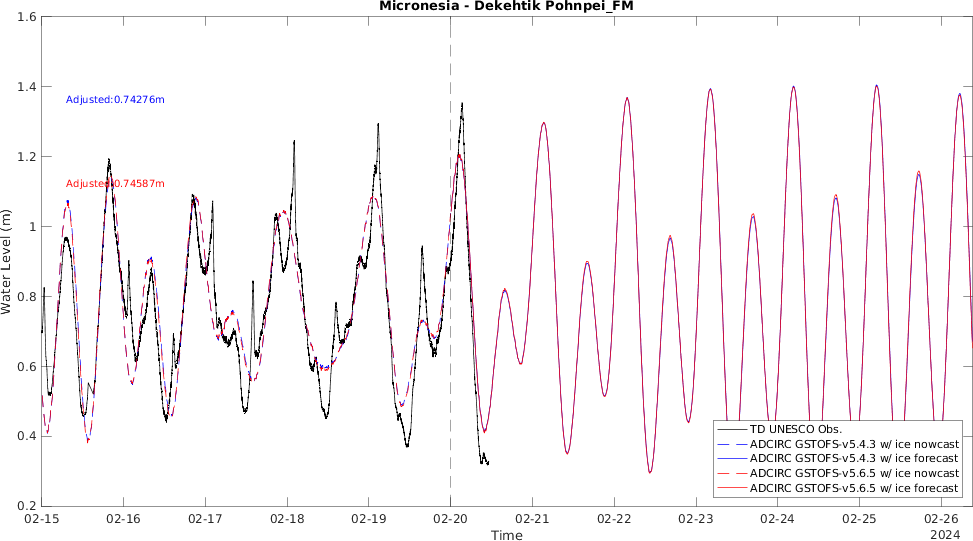 Micronesia - Dekehtik Pohnpei_FM
1.6
1.4
1.2
1
0.8
0.6
0.4
0.2
Water Level (m)
Adjusted:0.74276m
Adjusted:0.74587m
TD UNESCO Obs.
ADCIRC GSTOFS-v5.4.3 w/ ice nowcast
ADCIRC GSTOFS-v5.4.3 w/ ice forecast
ADCIRC GSTOFS-v5.6.5 w/ ice nowcast
ADCIRC GSTOFS-v5.6.5 w/ ice forecast
02-15 02-16 02-17 02-18 02-19 02-20 02-21 02-22 02-23 02-24 02-25 02-26
Time
2024